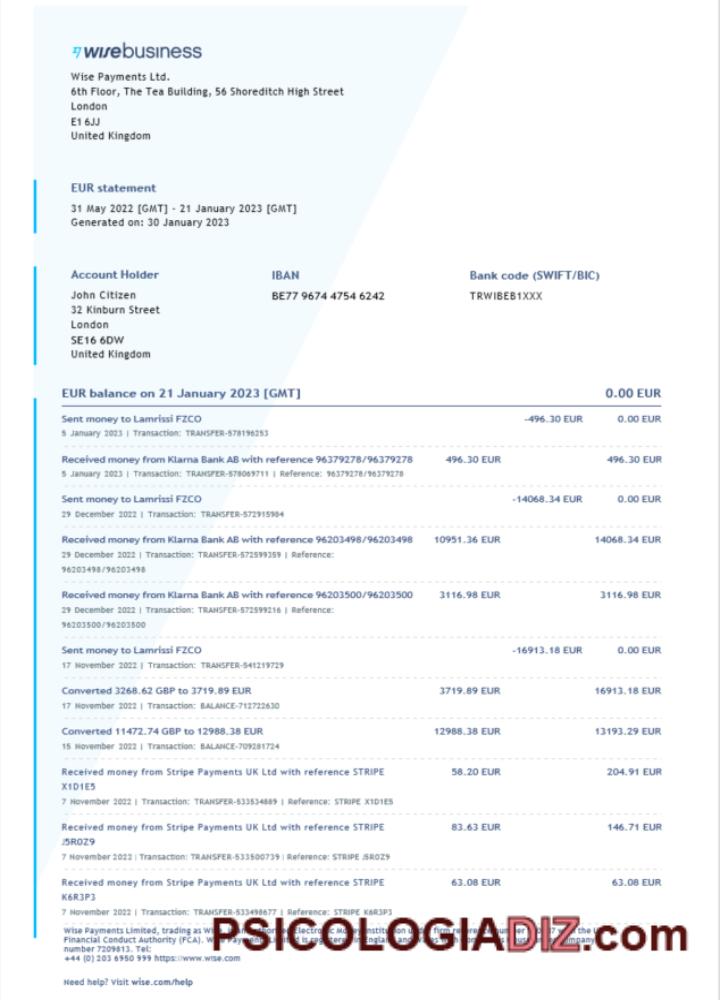 wisebusiness
Wise Payments Ltd.
6th Floor, The Tea Building, 56 Shoreditch High Street
London
E1 6JJ
United Kingdom
EUR statement
31 May 2022 [GMT] - 21 January 2023 [GMT]
Generated on: 30 January 2023
Account Holder IBAN Bank code (SWIFT/BIC)
John Citizen BE77 9674 4754 6242 TRWIBEB1XXX
32 Kinburn Street
London
SE16 6DW
United Kingdom
EUR balance on 21 January 2023 [GMT] 0.00 EUR
Sent money to Lamrissi FZCO -496.30 EUR 0.00 EUR
5 January 2023 | Transaction: TRANSFER-578196253
Received money from Klarna Bank AB with reference 96379278/96379278 496.30 EUR 496.30 EUR
5 January 2023 | Transaction: TRANSFER-578069711 | Reference: 96379278/96379278
Sent money to Lamrissi FZCO -14068.34 EUR 0.00 EUR
29 December 2022 | Transaction: TRANSFER-572915984
Received money from Klarna Bank AB with reference 96203498/96203498 10951.36 EUR 14068.34 EUR
29 December 2022 | Transaction: TRANSFER-572599359 | Reference:
96203498/96203498
Received money from Klarna Bank AB with reference 96203500/96203500 3116.98 EUR 3116.98 EUR
29 December 2022 | Transaction: TRANSFER-572599216 | Reference:
96203500/96203500
Sent money to Lamrissi FZCO -16913.18 EUR 0.00 EUR
17 November 2022 | Transaction: TRANSFER-541219729
Converted 3268.62 GBP to 3719.89 EUR 3719.89 EUR 16913.18 EUR
17 November 2022 | Transaction: BALANCE-712722630
Converted 11472.74 GBP to 12988.38 EUR 12988.38 EUR 13193.29 EUR
15 November 2022 | Transaction: BALANCE-709281724
Received money from Stripe Payments UK Ltd with reference STRIPE 58.20 EUR 204.91 EUR
X1D1E5
7 November 2022 | Transaction: TRANSFER-533534889 | Reference: STRIPE X1D1E5
Received money from Stripe Payments UK Ltd with reference STRIPE 83.63 EUR 146.71 EUR
J5R0Z9
7 November 2022 | Transaction: TRANSFER-533500739 | Reference: STRIPE J5R0Z9
Received money from Stripe Payments UK Ltd with reference STRIPE 63.08 EUR 63.08 EUR
K6R3P3
7 November 2022 | Transaction: TRANSFER-533498677 | Reference: STRIPE K6R3P3
PSICOLOGIADIZ.com
Wise Payments Limited, trading as Electronic Money
Financial Conduct Authority (FCA). is registered in England
number 7209813. Tel:
+44 (0) 203 6950 999 https://www.wise.com
Need help? Visit wise.com/help